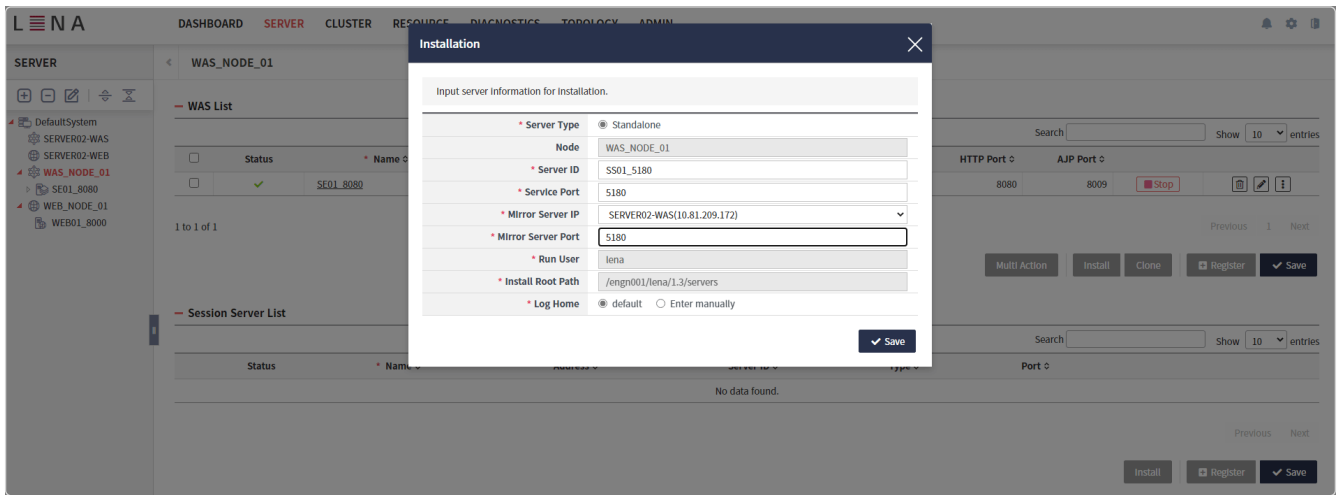 LENA
DASHBOARD SERVER CLUSTER RESOURCE DIAGNOSTICS TOPOLOGY ADMIN
SERVER
WAS_NODE_01
DefaultSystem
SERVER02-WAS
SERVER02-WEB
WAS_NODE_01
SE01_8080
WEB_NODE_01
WEB01_8000
WAS List
Search
Show 10 entries
Status * Name HTTP Port AJP Port
SE01_8080 8080 8009 Stop
1 to 1 of 1
Previous 1 Next
Multi Action Install Clone Register Save
Session Server List
Search
Show 10 entries
Status * Name Address Server ID Type Port
No data found.
Previous Next
Install Register Save
Installation
Input server information for installation.
* Server Type Standalone
Node WAS_NODE_01
* Server ID SS01_5180
* Service Port 5180
* Mirror Server IP SERVER02-WAS(10.81.209.172)
* Mirror Server Port 5180
* Run User lena
* Install Root Path /engn001/lena/1.3/servers
* Log Home default Enter manually
Save